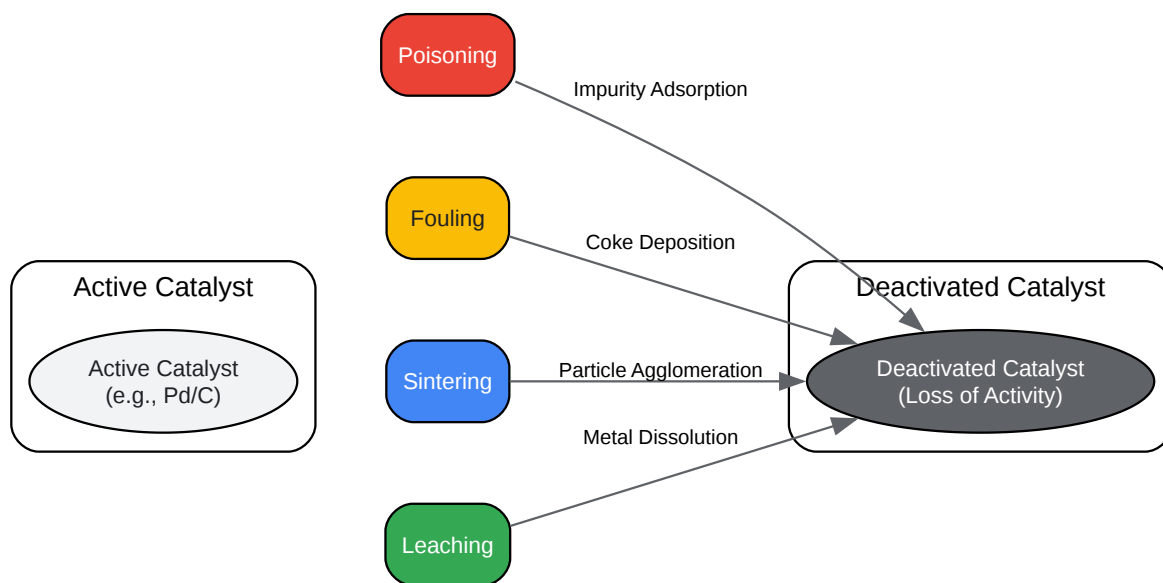 Poisoning
Impurity Adsorption
Fouling
Coke Deposition
Active Catalyst
Active Catalyst
(e.g., Pd/C)
Deactivated Catalyst
Deactivated Catalyst
(Loss of Activity)
Sintering
Particle Agglomeration
Metal Dissolution
Leaching